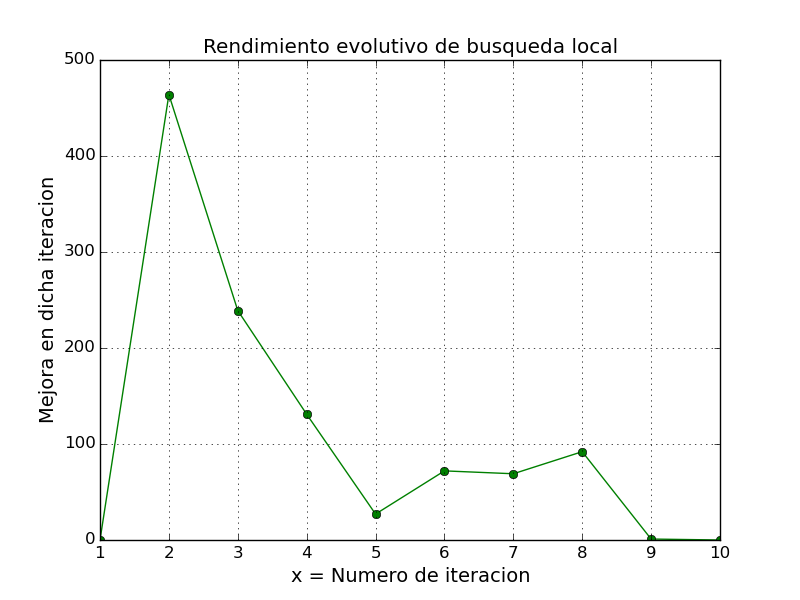 Rendimiento evolutivo de busqueda local
500
400
300
200
100
0
Mejora en dicha iteracion
1 2 3 4 5 6 7 8 9 10
x = Numero de iteracion